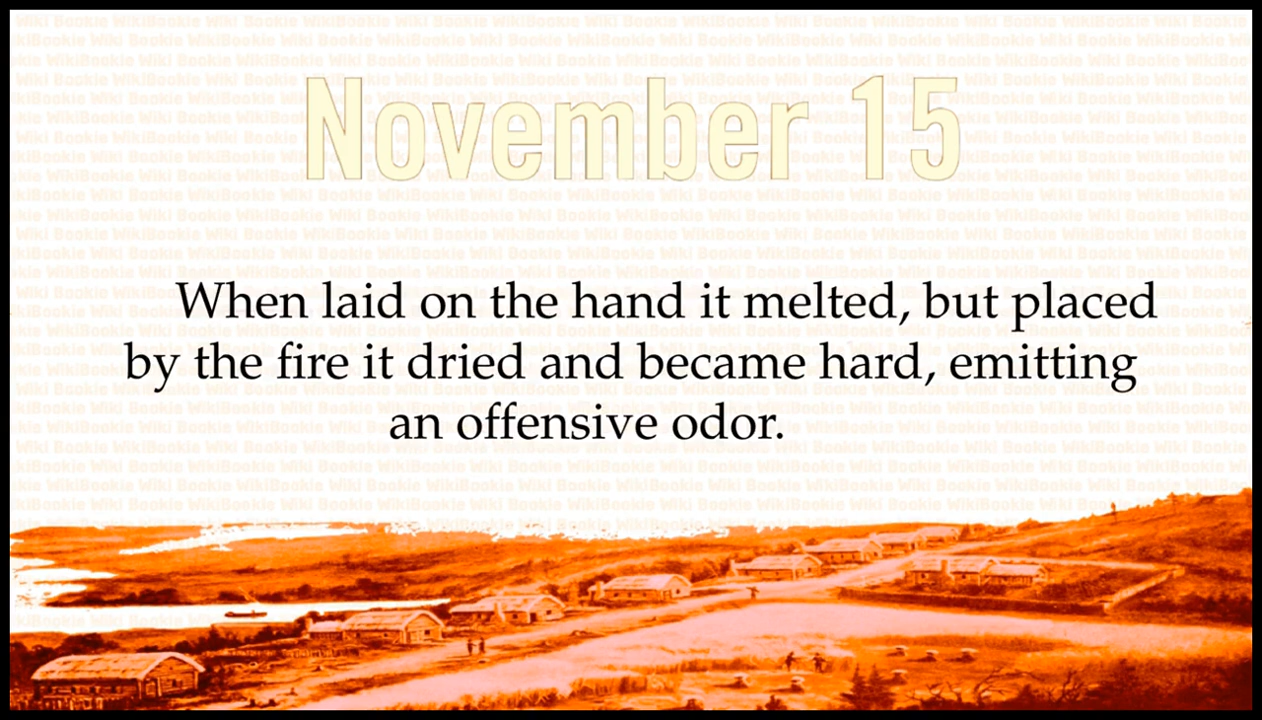 November 15
When laid on the hand it melted, but placed
by the fire it dried and became hard, emitting
an offensive odor.